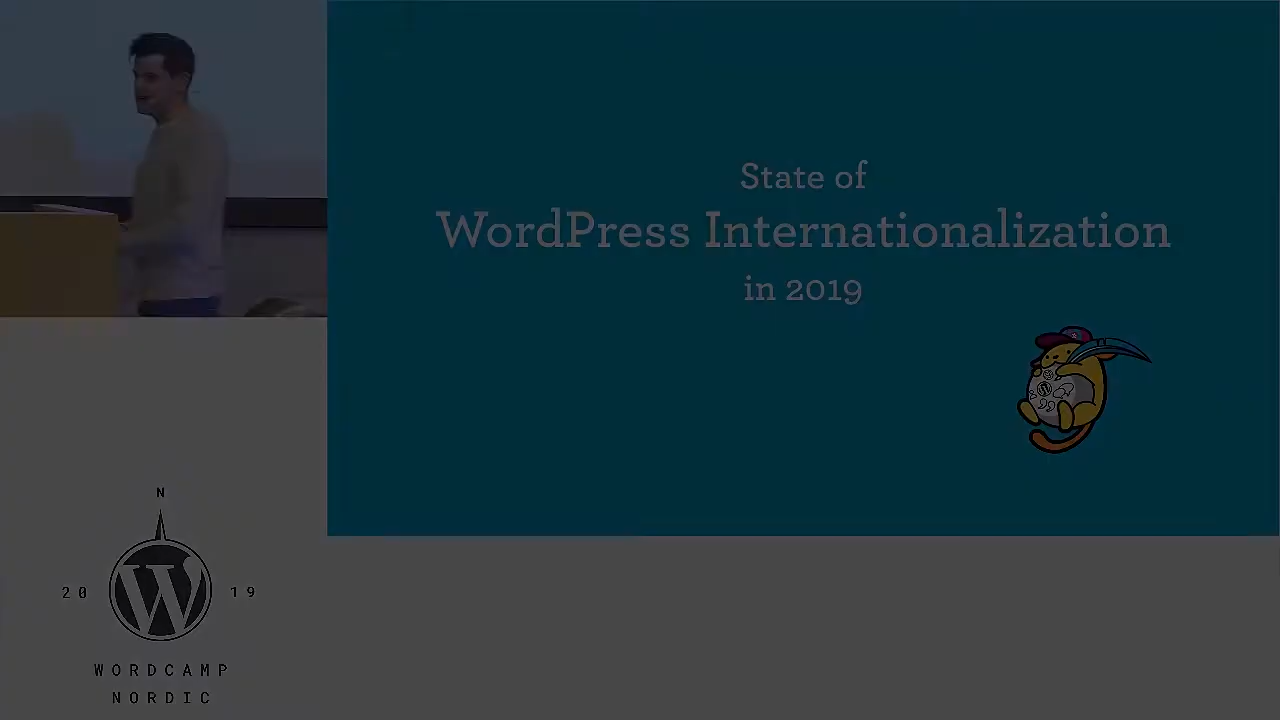 State of
WordPress Internationalization
in 2019
N
20 19
WORDCAMP
NORDIC